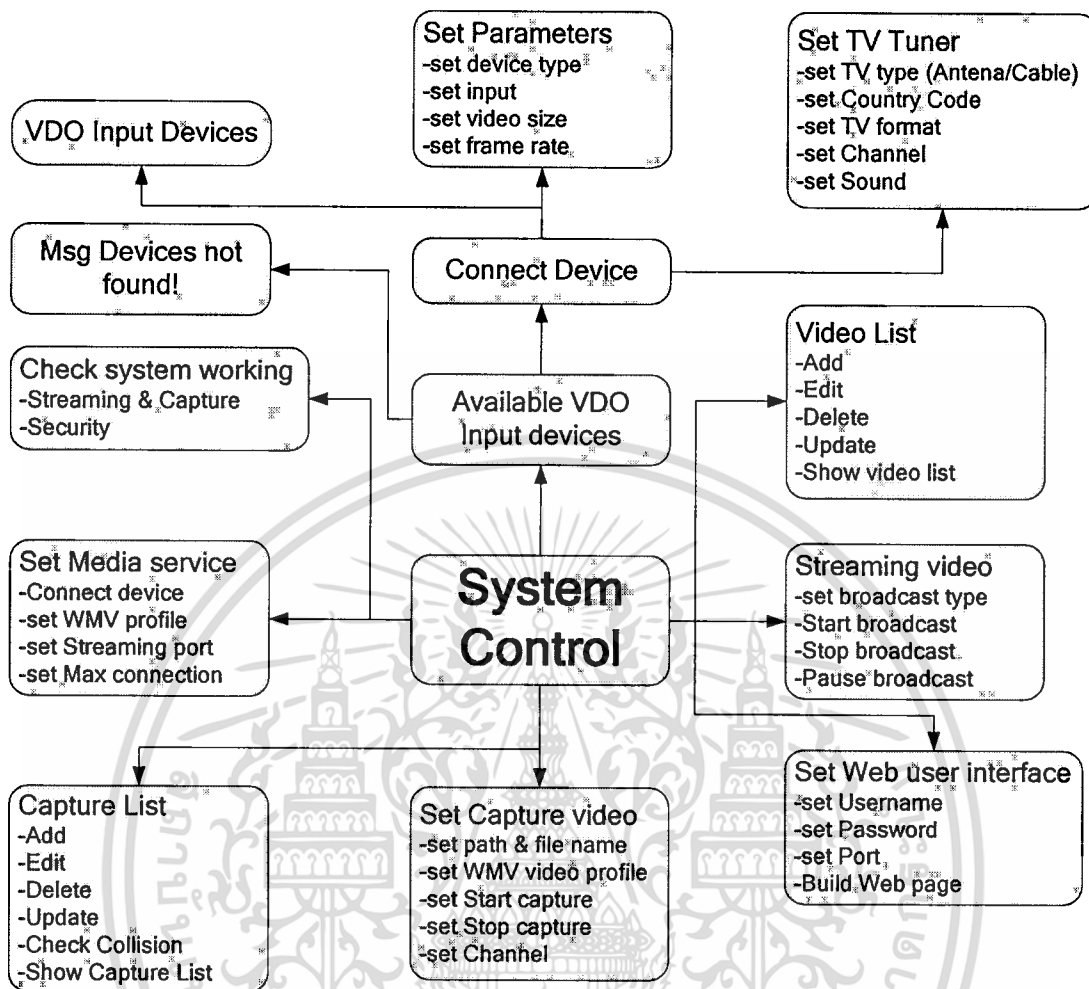 Set Parameters
-set device type
-set input
-set video size
-set frame rate
Set TV Tuner
-set TV type (Antena/Cable)
-set Country Code
-set TV format
-set Channel
-set Sound
VDO Input Devices
Msg Devices not
found!
Connect Device
Check system working
-Streaming & Capture
-Security
Available VDO
Input devices
Video List
-Add
-Edit
-Delete
-Update
-Show video list
Set Media service
-Connect device
-set WMV profile
-set Streaming port
-set Max connection
System
Control
Streaming video
-set broadcast type
-Start broadcast
-Stop broadcast
-Pause broadcast
Capture List
-Add
-Edit
-Delete
-Update
-Check Collision
-Show Capture List
Set Capture video
-set path & file name
-set WMV video profile
-set Start capture
-set Stop capture
-set Channel
Set Web user interface
-set Username
-set Password
-set Port
-Build Web page